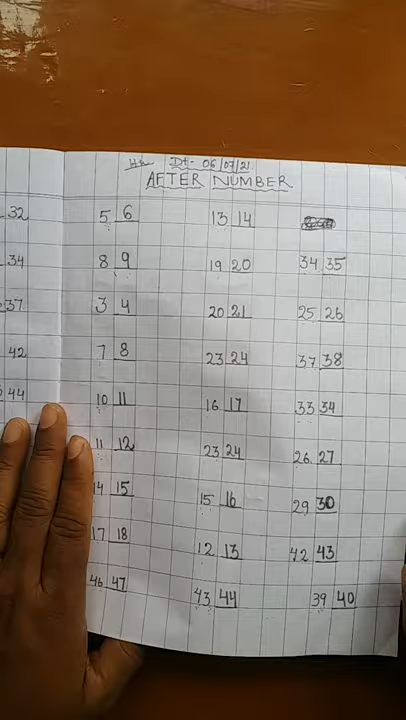 H.W Dt- 06/07/21
AFTER NUMBER
32 5 6 13 14
34 8 9 19 20 34 35
37 3 4 20 21 25 26
42 7 8 23 24 37 38
44 10 11 16 17 33 34
11 12 23 24 26 27
14 15 15 16 29 30
17 18 12 13 42 43
46 47 43 44 39 40